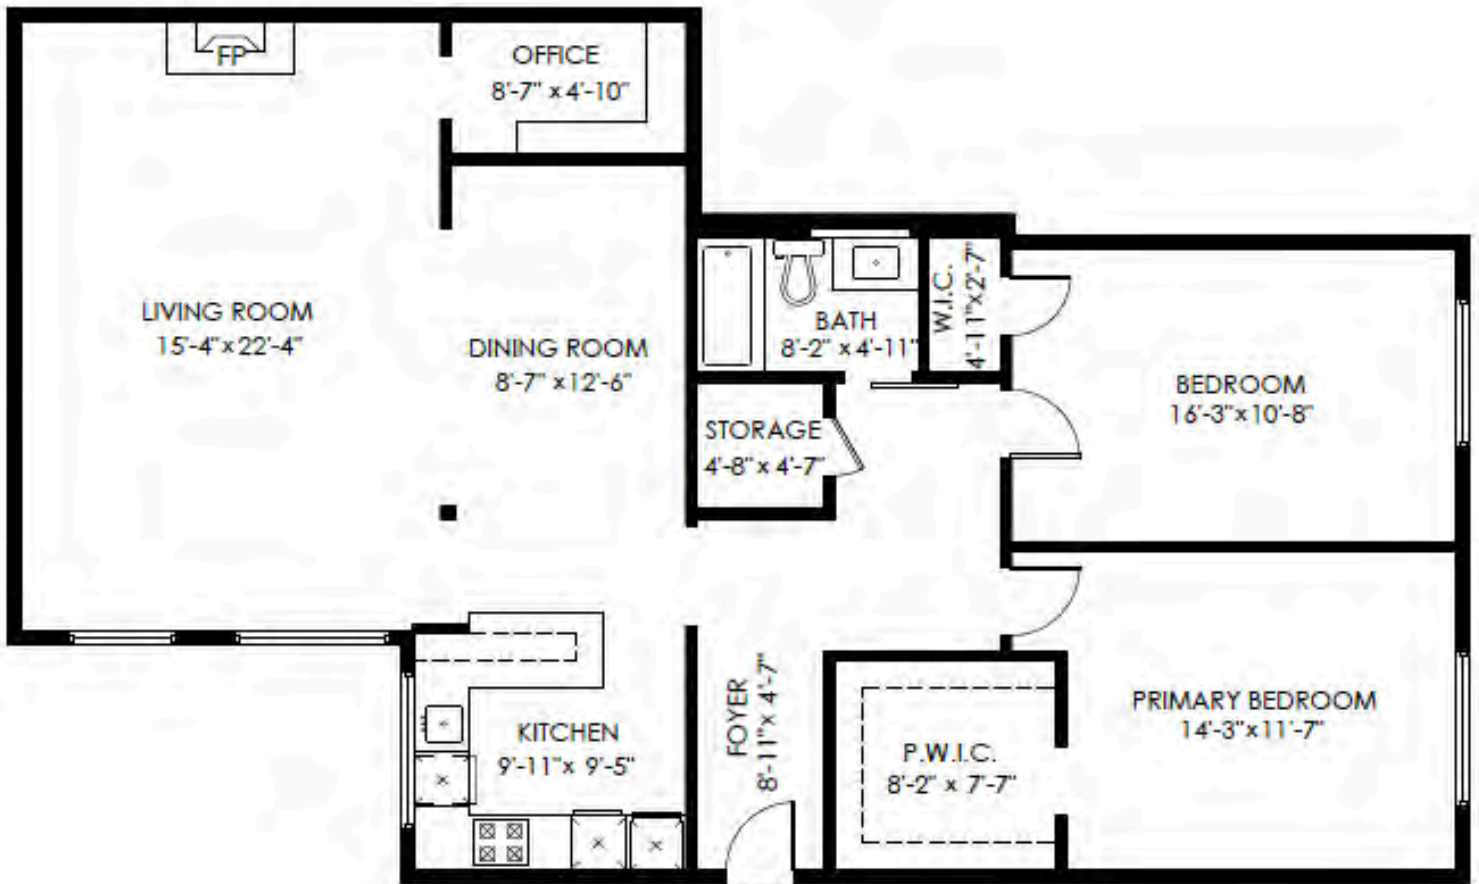 FP
OFFICE
8'-7" x 4'-10"
LIVING ROOM
15'-4"x 22'-4"
DINING ROOM
8'-7" x 12'-6"
BATH
8'-2" x 4'-11"
W.I.C.
4'-11"x2'-7"
BEDROOM
16'-3"x10'-8"
STORAGE
4'-8" x 4'-7"
KITCHEN
9'-11"x 9'-5"
FOYER
8'-11"x 4'-7"
P.W.I.C.
8'-2" x 7'-7"
PRIMARY BEDROOM
14'-3"x11'-7"